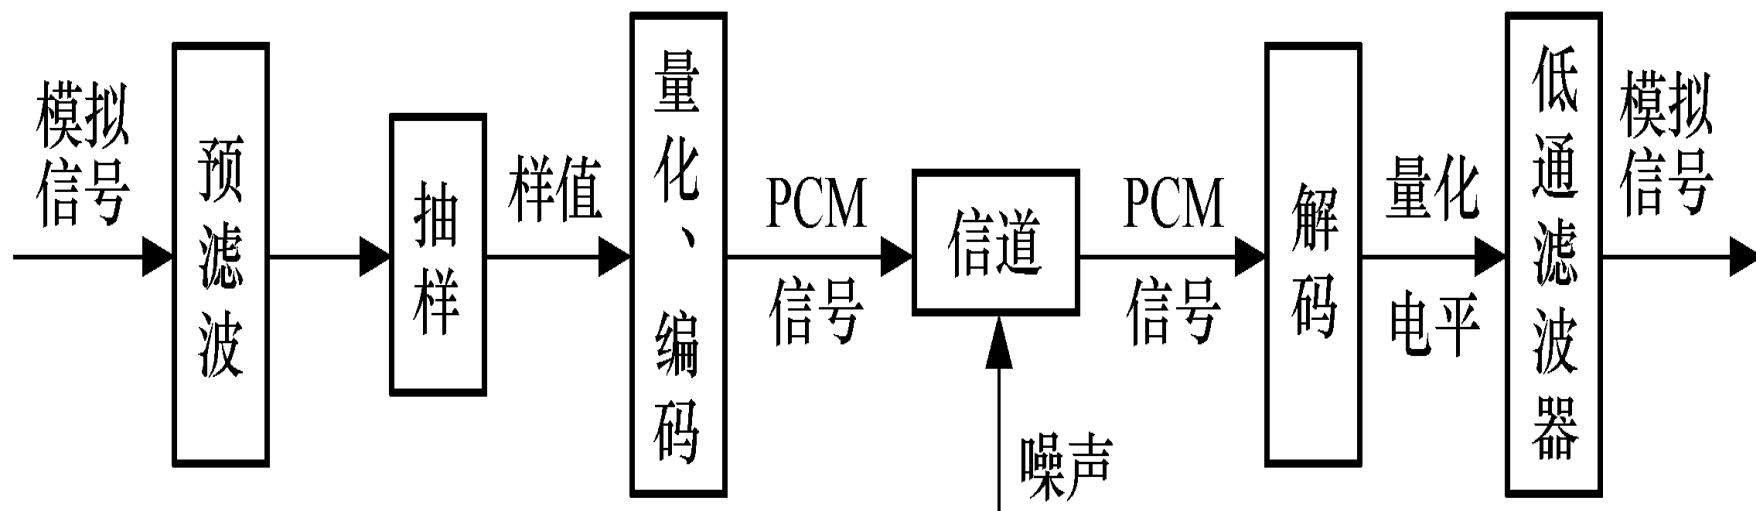 模拟
信号
预滤波
抽样
样值
量化、编码
PCM
信号
信道
噪声
PCM
信号
解码
量化
电平
低通滤波器
模拟
信号